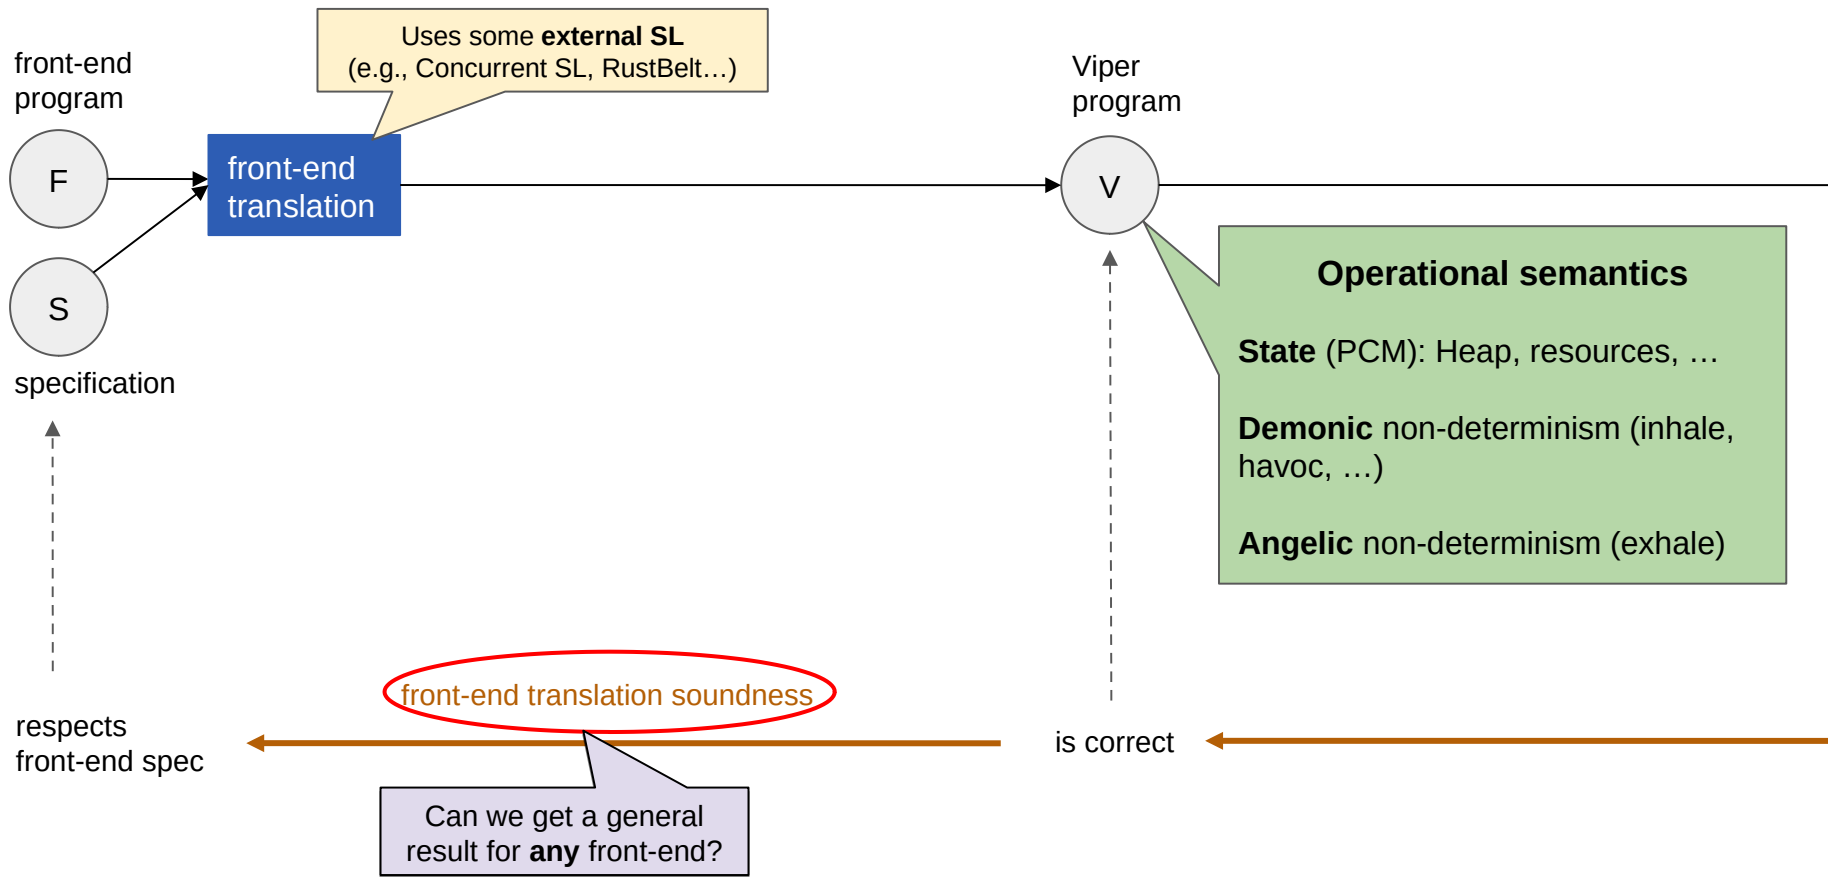 Uses some external SL
(e.g., Concurrent SL, RustBelt…)
front-end
program
Viper
program
F
front-end
translation
V
S
specification
Operational semantics
State (PCM): Heap, resources, …
Demonic non-determinism (inhale,
havoc, …)
Angelic non-determinism (exhale)
front-end translation soundness
respects
front-end spec
is correct
Can we get a general
result for any front-end?